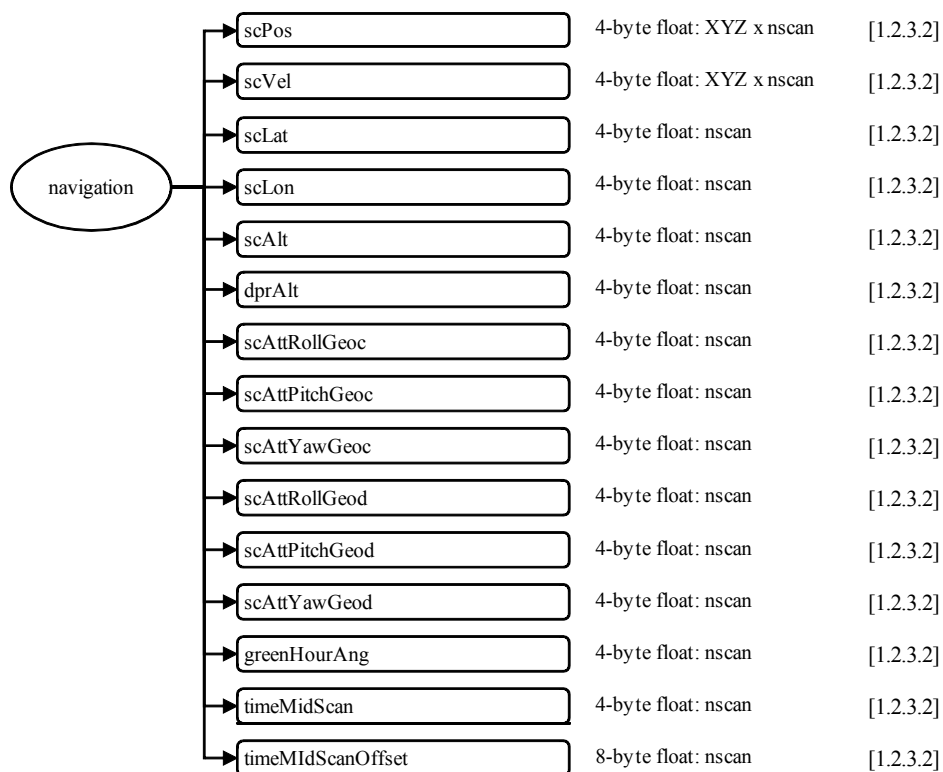 scPos 4-byte float: XYZ x nscan [1.2.3.2]
scVel 4-byte float: XYZ x nscan [1.2.3.2]
scLat 4-byte float: nscan [1.2.3.2]
navigation
scLon 4-byte float: nscan [1.2.3.2]
scAlt 4-byte float: nscan [1.2.3.2]
dprAlt 4-byte float: nscan [1.2.3.2]
scAttRollGeoc 4-byte float: nscan [1.2.3.2]
scAttPitchGeoc 4-byte float: nscan [1.2.3.2]
scAttYawGeoc 4-byte float: nscan [1.2.3.2]
scAttRollGeod 4-byte float: nscan [1.2.3.2]
scAttPitchGeod 4-byte float: nscan [1.2.3.2]
scAttYawGeod 4-byte float: nscan [1.2.3.2]
greenHourAng 4-byte float: nscan [1.2.3.2]
timeMidScan 4-byte float: nscan [1.2.3.2]
timeMIdScanOffset 8-byte float: nscan [1.2.3.2]